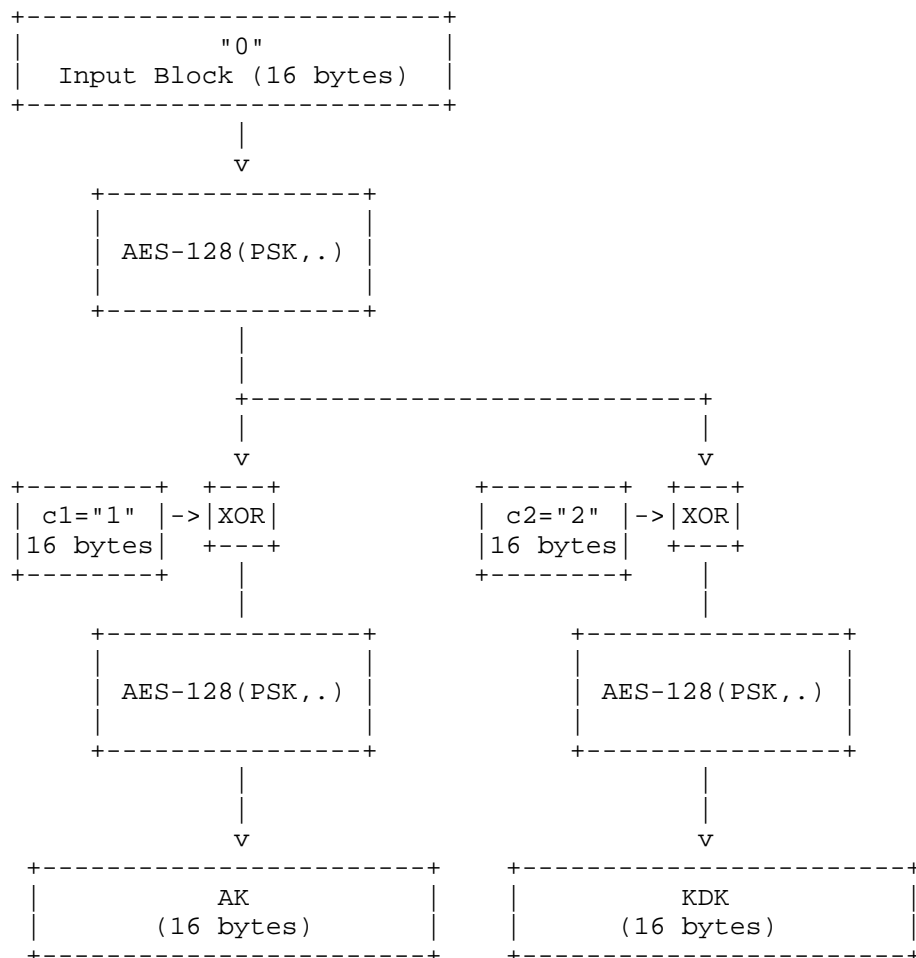 "0"
Input Block (16 bytes)
AES-128(PSK,.)
c1="1" -> XOR c2="2" -> XOR
16 bytes 16 bytes
AES-128(PSK,.) AES-128(PSK,.)
AK KDK
(16 bytes) (16 bytes)